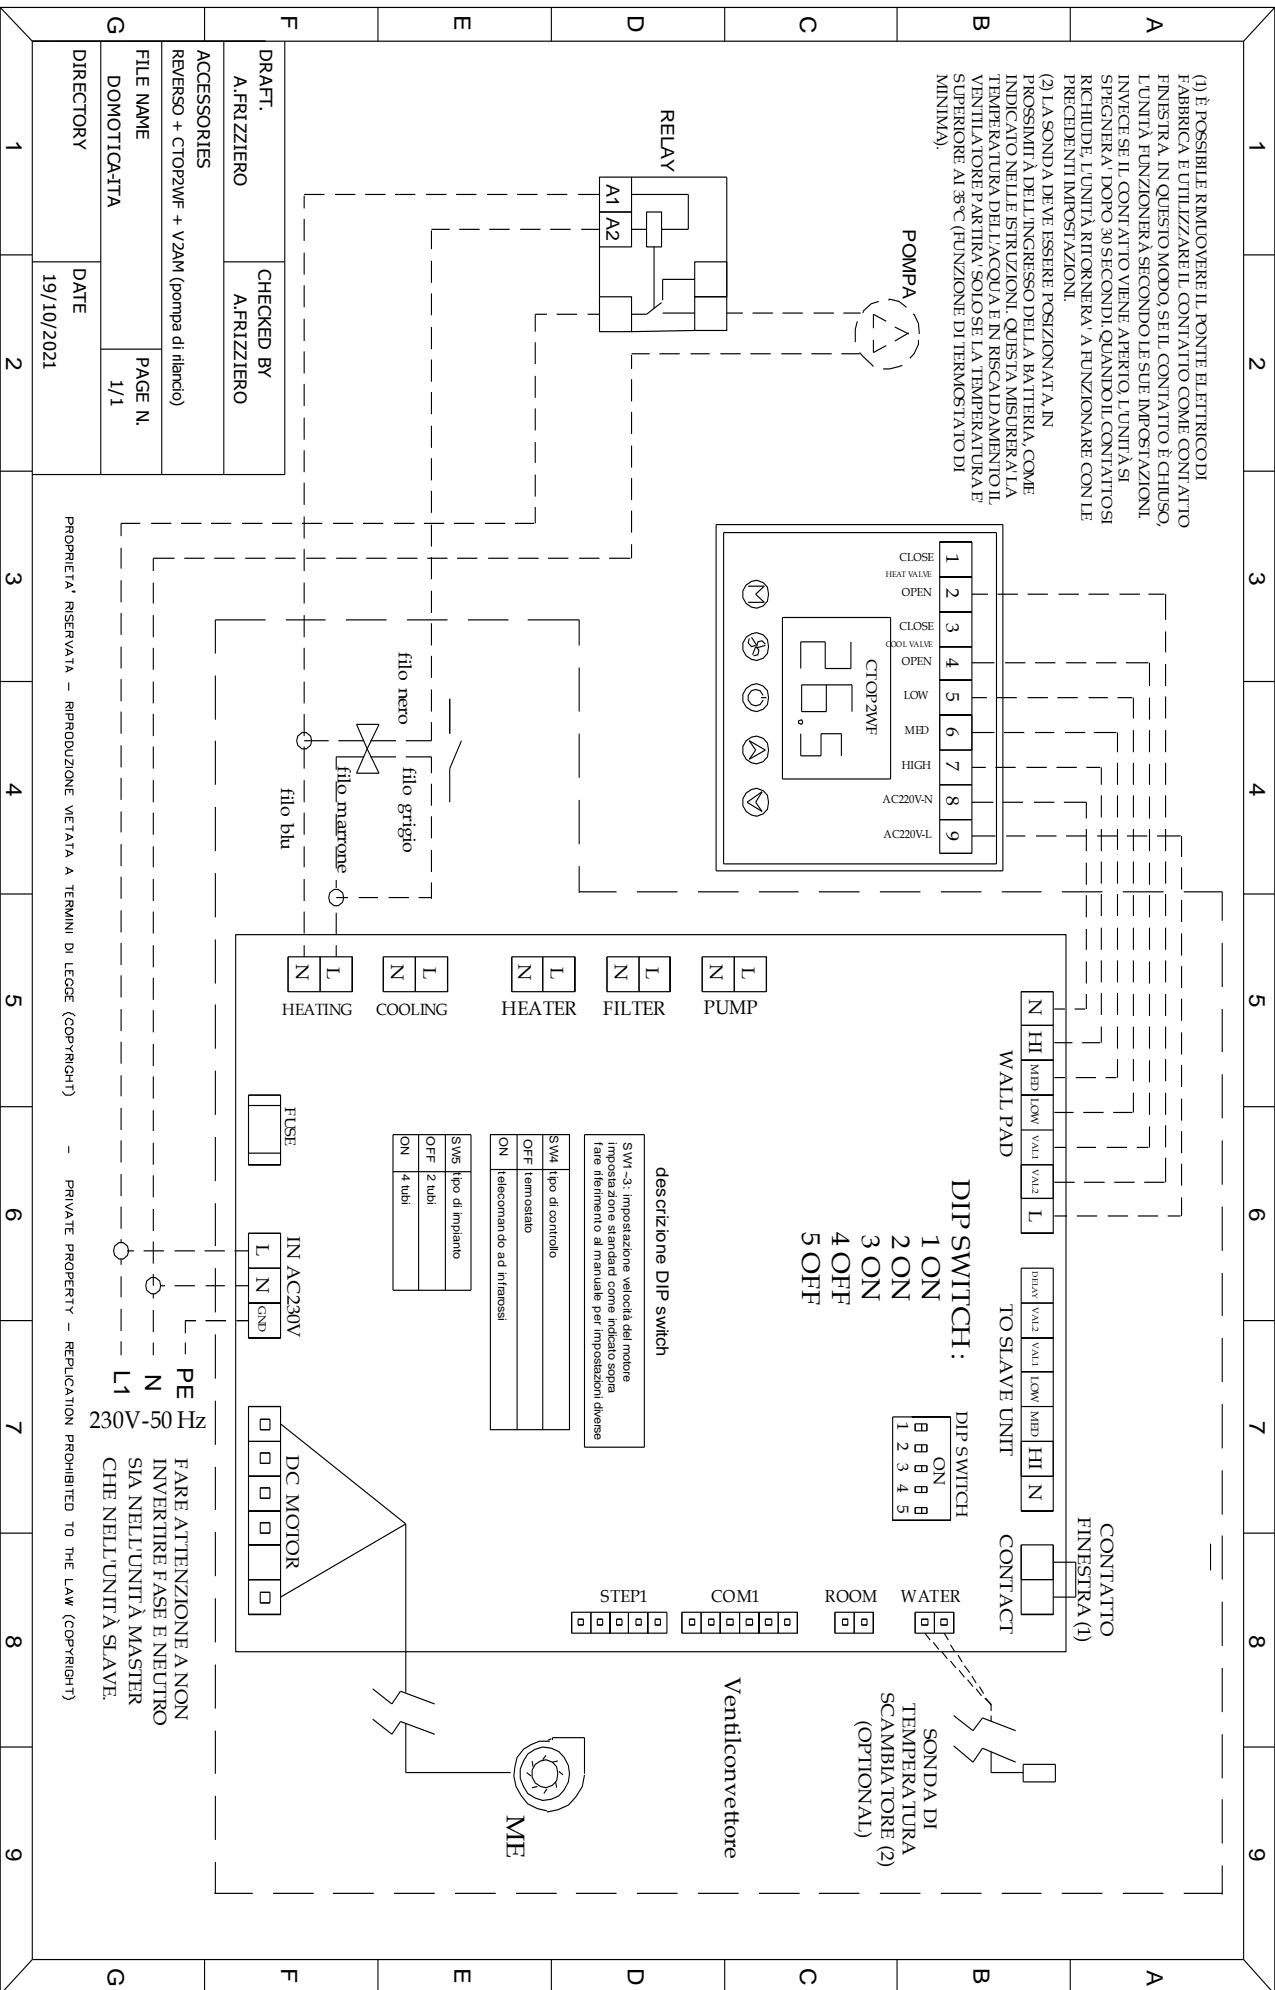 (1) È POSSIBILE RIMUOVERE IL PONTE ELETTRICO DI
FABBRICA E UTILIZZARE IL CONTATTO COME CONTATTO
FINESTRA. IN QUESTO MODO, SE IL CONTATTO È CHIUSO,
L'UNITÀ FUNZIONERÀ SECONDO LE SUE IMPOSTAZIONI.
INVECE SE IL CONTATTO VIENE APERTO, L'UNITÀ SI
SPEGNERA' DOPO 30 SECONDI. QUANDO IL CONTATTO SI
RICHIUDE, L'UNITÀ RITORNERA' A FUNZIONARE CON LE
PRECEDENTI IMPOSTAZIONI.
(2) LA SONDA DEVE ESSERE POSIZIONATA, IN
PROSSIMITÀ DELL'INGRESSO DELLA BATTERIA, COME
INDICATO NELLE ISTRUZIONI. QUESTA MISURERA' LA
TEMPERATURA DELL'ACQUA E IN RISCALDAMENTO IL
VENTILATORE PARTIRA' SOLO SE LA TEMPERATURA E'
SUPERIORE AI 35°C (FUNZIONE DI TERMOSTATO DI
MINIMA).
1 2 3 4 5 6 7 8 9
A B C D E F G
1 2 3 4 5 6 7 8 9
A B C D E F G
POMPA
RELAY
A1 A2
1 2 3 4 5 6 7 8 9
CLOSE
HEAT VALVE
OPEN
CLOSE
COOL VALVE
OPEN
LOW
MED
HIGH
AC220V-N
AC220V-L
CTOP2WF
26.5
M
N HI MED LOW VAL1 VAL2 L
WALL PAD
DELAY VAL2 VAL1 LOW MED HI N
TO SLAVE UNIT
CONTATTO
FINESTRA (1)
CONTACT
DIP SWITCH :
1 ON
2 ON
3 ON
4 OFF
5 OFF
DIP SWITCH
ON
1 2 3 4 5
WATER
ROOM
COM1
STEP1
SONDA DI
TEMPERATURA
SCAMBIATORE (2)
(OPTIONAL)
Ventilconvettore
ME
L N
PUMP
L N
FILTER
L N
HEATER
L N
COOLING
L N
HEATING
descrizione DIP switch
SW1~3: impostazione velocità del motore
impostazione standard come indicato sopra
fare riferimento al manuale per impostazioni diverse
SW4 tipo di controllo
OFF termostato
ON telecomando ad infrarossi
SW5 tipo di impianto
OFF 2 tubi
ON 4 tubi
filo nero
filo grigio
filo marrone
filo blu
FUSE
IN AC230V
L N GND
DC MOTOR
PE
N
L1
230V-50 Hz
FARE ATTENZIONE A NON
INVERTIRE FASE E NEUTRO
SIA NELL'UNITÀ MASTER
CHE NELL'UNITÀ SLAVE.
DRAFT.
A.FRIZZIERO
CHECKED BY
A.FRIZZIERO
ACCESSORIES
REVERSO + CTOP2WF + V2AM (pompa di rilancio)
FILE NAME
DOMOTICA-ITA
PAGE N.
1/1
DIRECTORY
DATE
19/10/2021
PROPRIETA' RISERVATA – RIPRODUZIONE VIETATA A TERMINI DI LEGGE (COPYRIGHT) – PRIVATE PROPERTY – REPLICATION PROHIBITED TO THE LAW (COPYRIGHT)